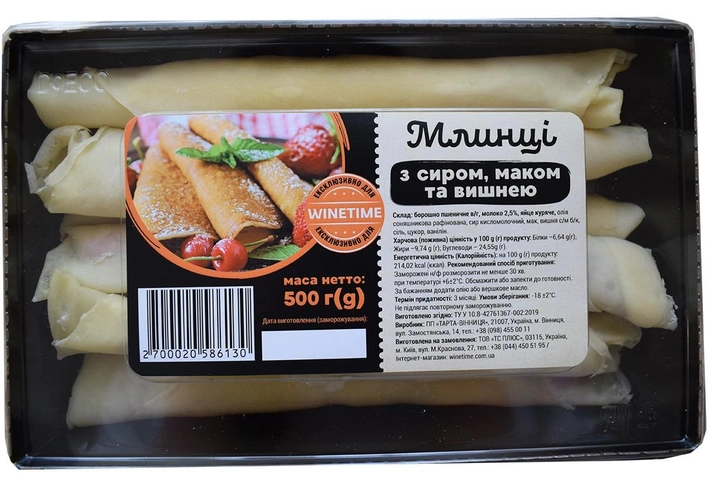 Млинці
з сиром, маком
та вишнею
ЕКСКЛЮЗИВНО ДЛЯ
WINETIME
ЕКСКЛЮЗИВНО ДЛЯ
маса нетто:
500 г(g)
Дата виготовлення (заморожування):
2 700020 586130
Склад: борошно пшеничне в/г, молоко 2,5%, яйце куряче, олія
соняшникова рафінована, сир кисломолочний, мак, вишня с/м б/к,
сіль, цукор, ванілін.
Харчова (поживна) цінність у 100 g (г) продукту: Білки –6,64 g(г);
Жири –9,74 g(г); Вуглеводи – 24,55g(г).
Енергетична цінність (Калорійність): на 100 g (г) продукту:
214,02 kcal (ккал). Рекомендований спосіб приготування:
Заморожені н/ф розморозити не менше 30 хв.
при температурі +6±2°С. Обсмажити або запекти до готовності.
За бажанням додати олію або вершкове масло.
Термін придатності: 3 місяці. Умови зберігання: -18 ±2°С.
Не підлягає повторному заморожуванню.
Виготовлено згідно: ТУ У 10.8-42761367-002:2019
Виробник: ПП «ТАРТА-ВІННИЦЯ», 21007, Україна, м. Вінниця,
вул. Замостянська, 14, тел.: +38 (098) 455 00 11
Виготовлено на замовлення: ТОВ «ТС ПЛЮС», 03115, Україна,
м. Київ, вул. М.Краснова, 27, тел.: +38 (044) 450 51 95 /
Інтернет-магазин: winetime.com.ua